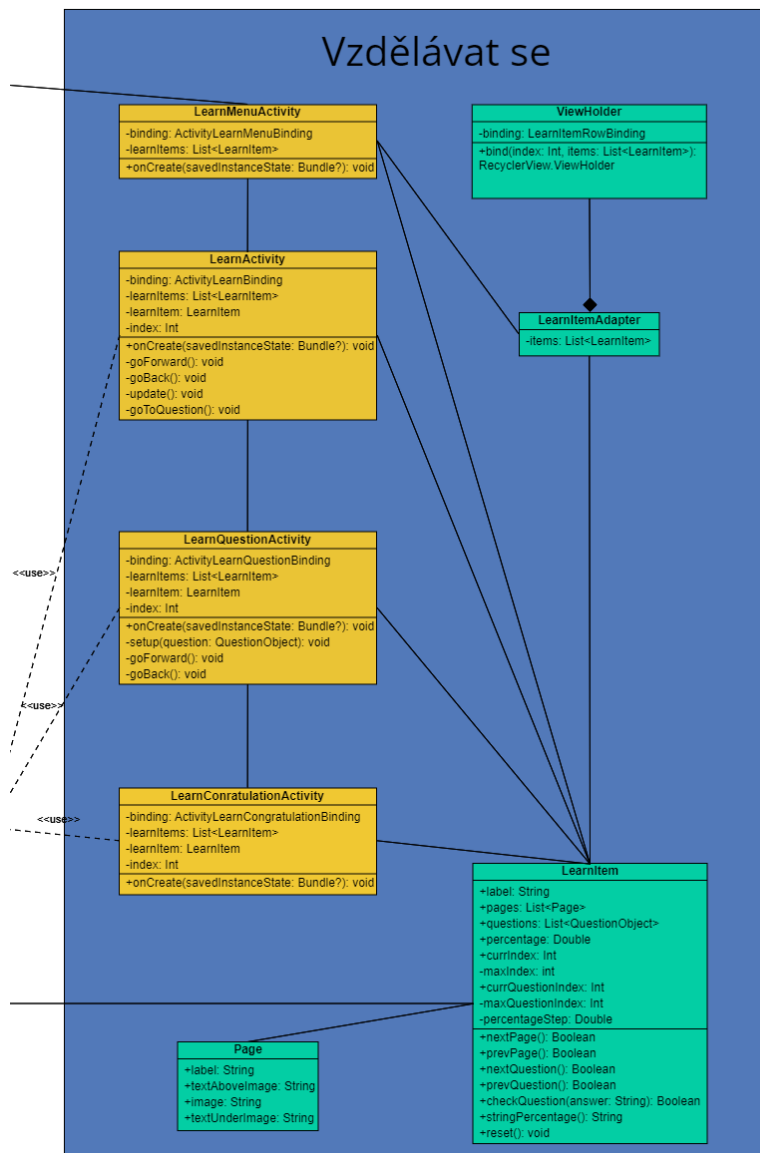 Vzdělávat se
LearnMenuActivity
-binding: ActivityLearnMenuBinding
-learnItems: List<LearnItem>
+onCreate(savedInstanceState: Bundle?): void
ViewHolder
-binding: LearnItemRowBinding
+bind(index: Int, items: List<LearnItem>):
RecyclerView.ViewHolder
LearnActivity
-binding: ActivityLearnBinding
-learnItems: List<LearnItem>
-learnItem: LearnItem
-index: Int
+onCreate(savedInstanceState: Bundle?): void
-goForward(): void
-goBack(): void
-update(): void
-goToQuestion(): void
LearnItemAdapter
-items: List<LearnItem>
<<use>>
LearnQuestionActivity
-binding: ActivityLearnQuestionBinding
-learnItems: List<LearnItem>
-learnItem: LearnItem
-index: Int
+onCreate(savedInstanceState: Bundle?): void
-setup(question: QuestionObject): void
-goForward(): void
-goBack(): void
<<use>>
<<use>>
LearnConratulationActivity
-binding: ActivityLearnCongratulationBinding
-learnItems: List<LearnItem>
-learnItem: LearnItem
-index: Int
+onCreate(savedInstanceState: Bundle?): void
LearnItem
+label: String
+pages: List<Page>
+questions: List<QuestionObject>
+percentage: Double
+currIndex: Int
-maxIndex: int
+currQuestionIndex: Int
-maxQuestionIndex: Int
-percentageStep: Double
+nextPage(): Boolean
+prevPage(): Boolean
+nextQuestion(): Boolean
+prevQuestion(): Boolean
+checkQuestion(answer: String): Boolean
+stringPercentage(): String
+reset(): void
Page
+label: String
+textAboveImage: String
+image: String
+textUnderImage: String